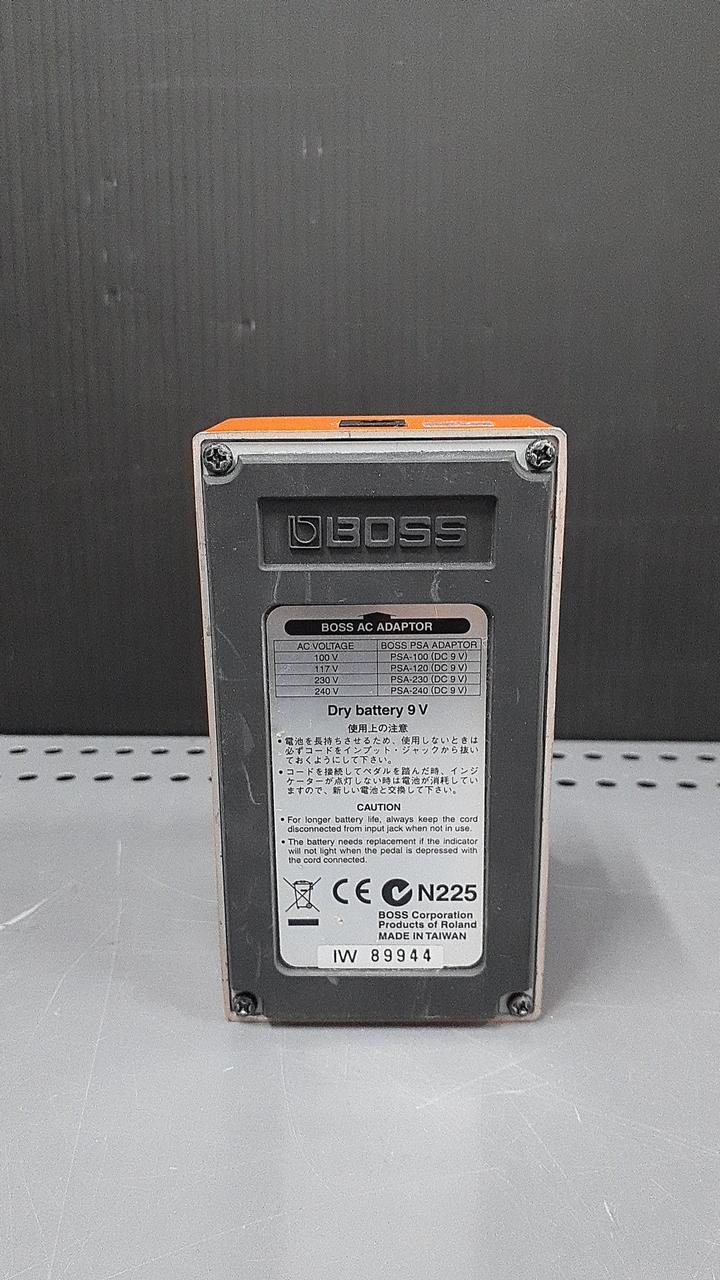 BOSS
BOSS AC ADAPTOR
AC VOLTAGE BOSS PSA ADAPTOR
100 V PSA-100 (DC 9 V)
117 V PSA-120 (DC 9 V)
230 V PSA-230 (DC 9 V)
240 V PSA-240 (DC 9 V)
Dry battery 9 V
使用上の注意
• 電池を長持ちさせるため、使用しないときは
必ずコードをインプット・ジャックから抜い
ておくようにして下さい。
• コードを接続してペダルを踏んだ時、インジ
ケーターが点灯しない時は電池が消耗してい
ますので、新しい電池と交換して下さい。
CAUTION
• For longer battery life, always keep the cord
disconnected from input jack when not in use.
• The battery needs replacement if the indicator
will not light when the pedal is depressed with
the cord connected.
CE N225
BOSS Corporation
Products of Roland
MADE IN TAIWAN
IW 89944